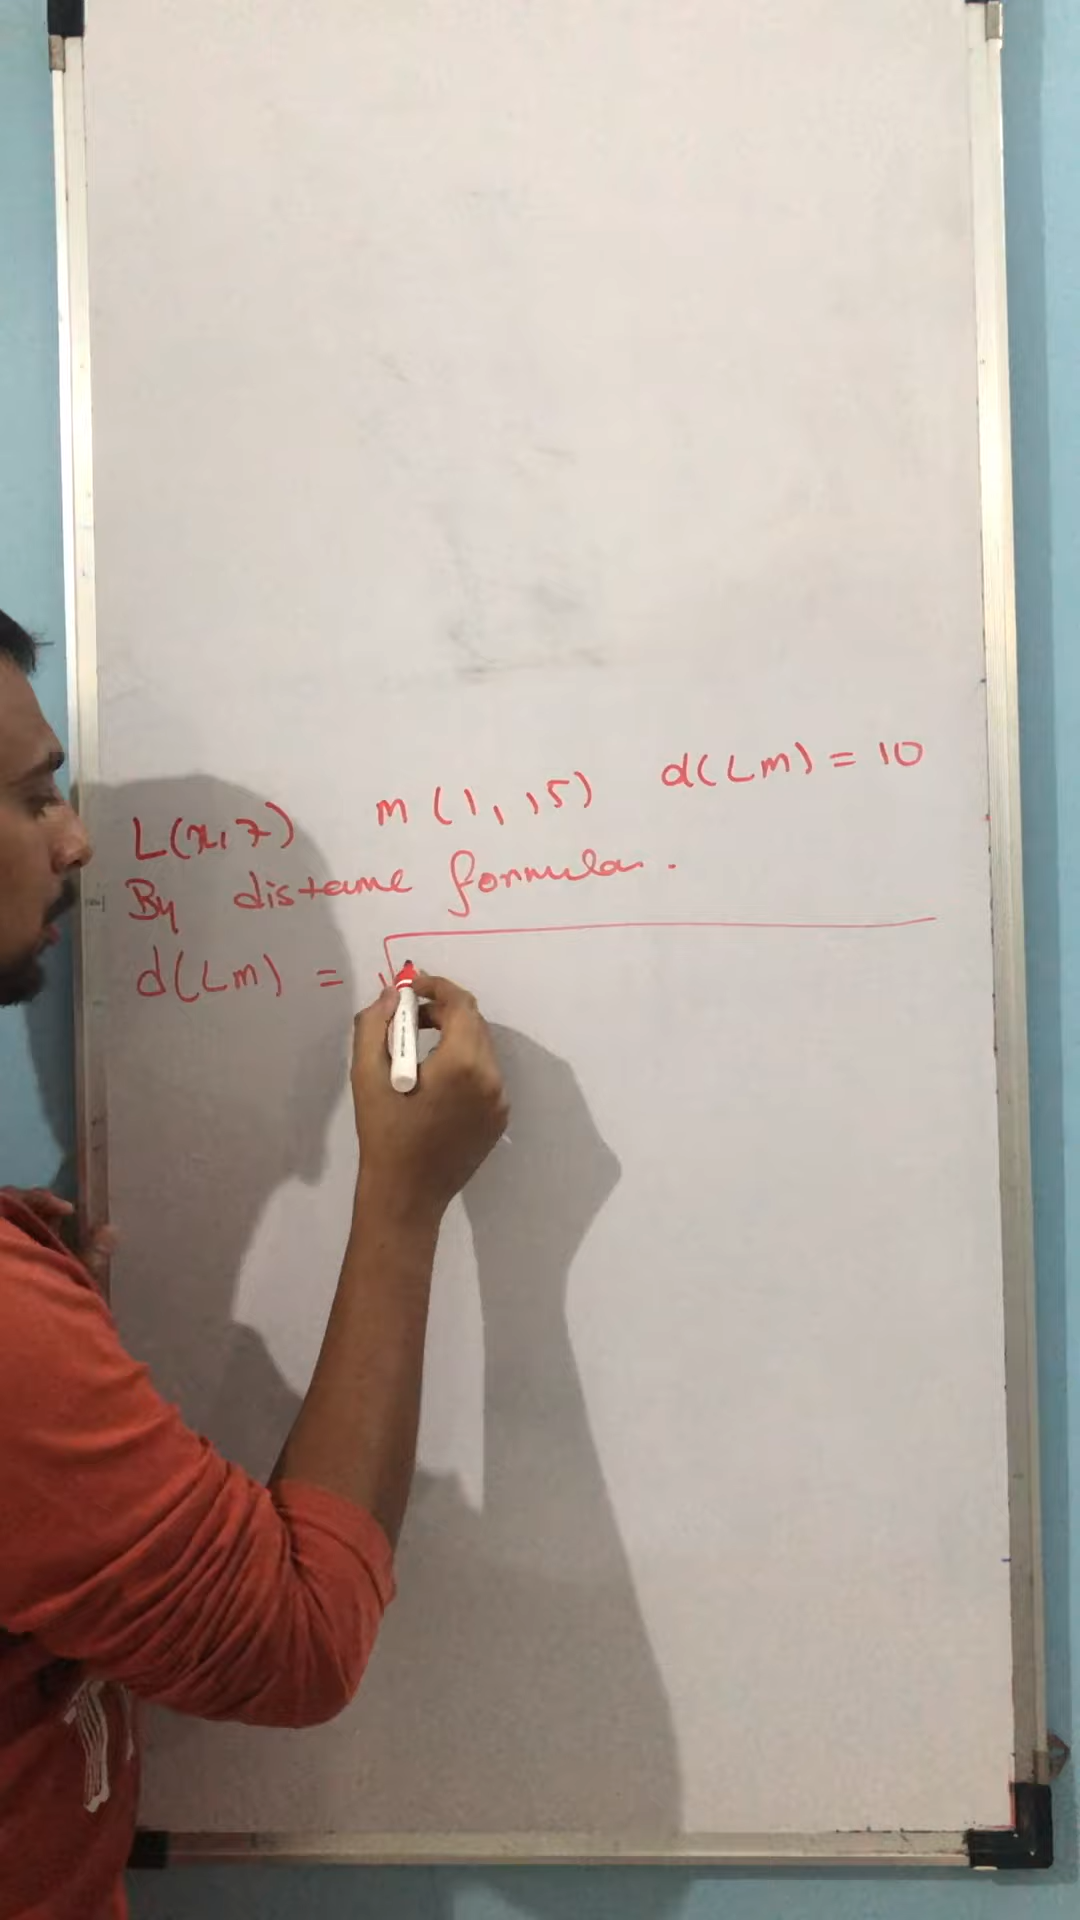 L(x, 7) m (1, 15) d(Lm) = 10
By distance formula.
d(Lm) = √